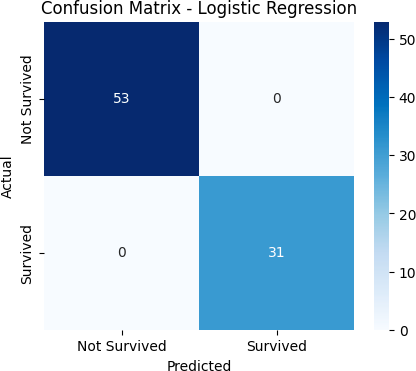 Confusion Matrix - Logistic Regression
Actual
Not Survived
Survived
53
0
0
31
Not Survived
Survived
Predicted
50
40
30
20
10
0